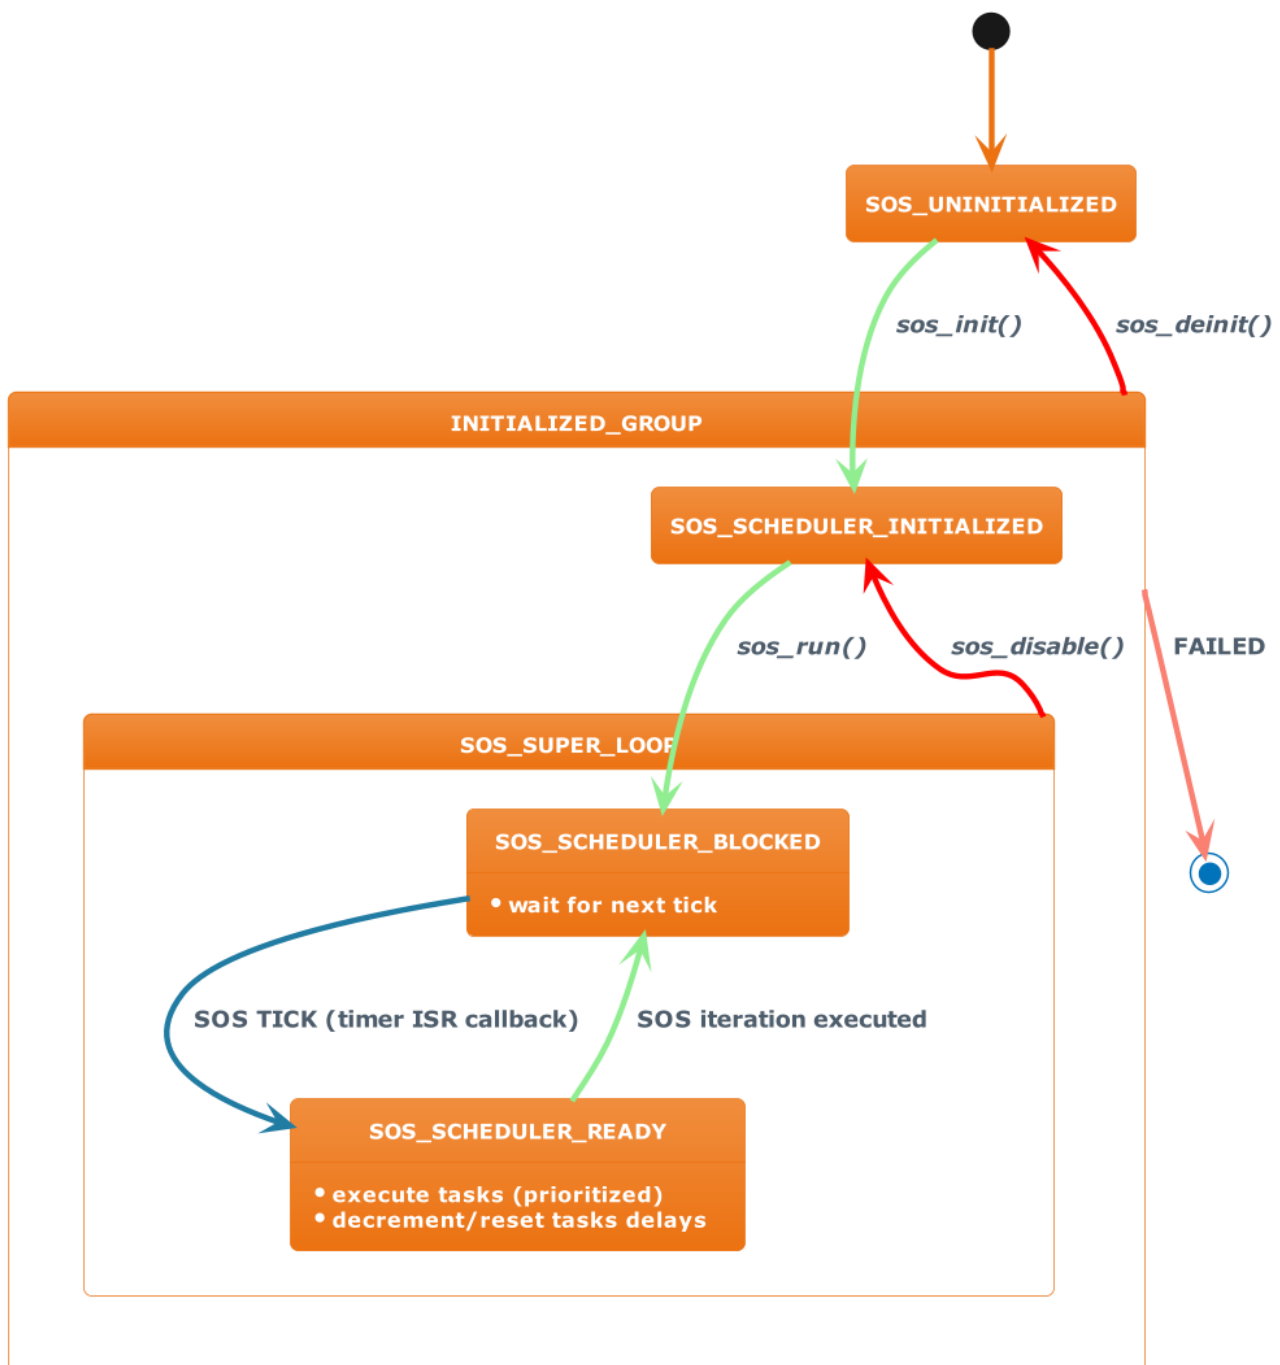 SOS_UNINITIALIZED
sos_init()
sos_deinit()
INITIALIZED_GROUP
SOS_SCHEDULER_INITIALIZED
sos_run()
sos_disable()
FAILED
SOS_SUPER_LOOP
SOS_SCHEDULER_BLOCKED
• wait for next tick
SOS TICK (timer ISR callback)
SOS iteration executed
SOS_SCHEDULER_READY
• execute tasks (prioritized)
• decrement/reset tasks delays